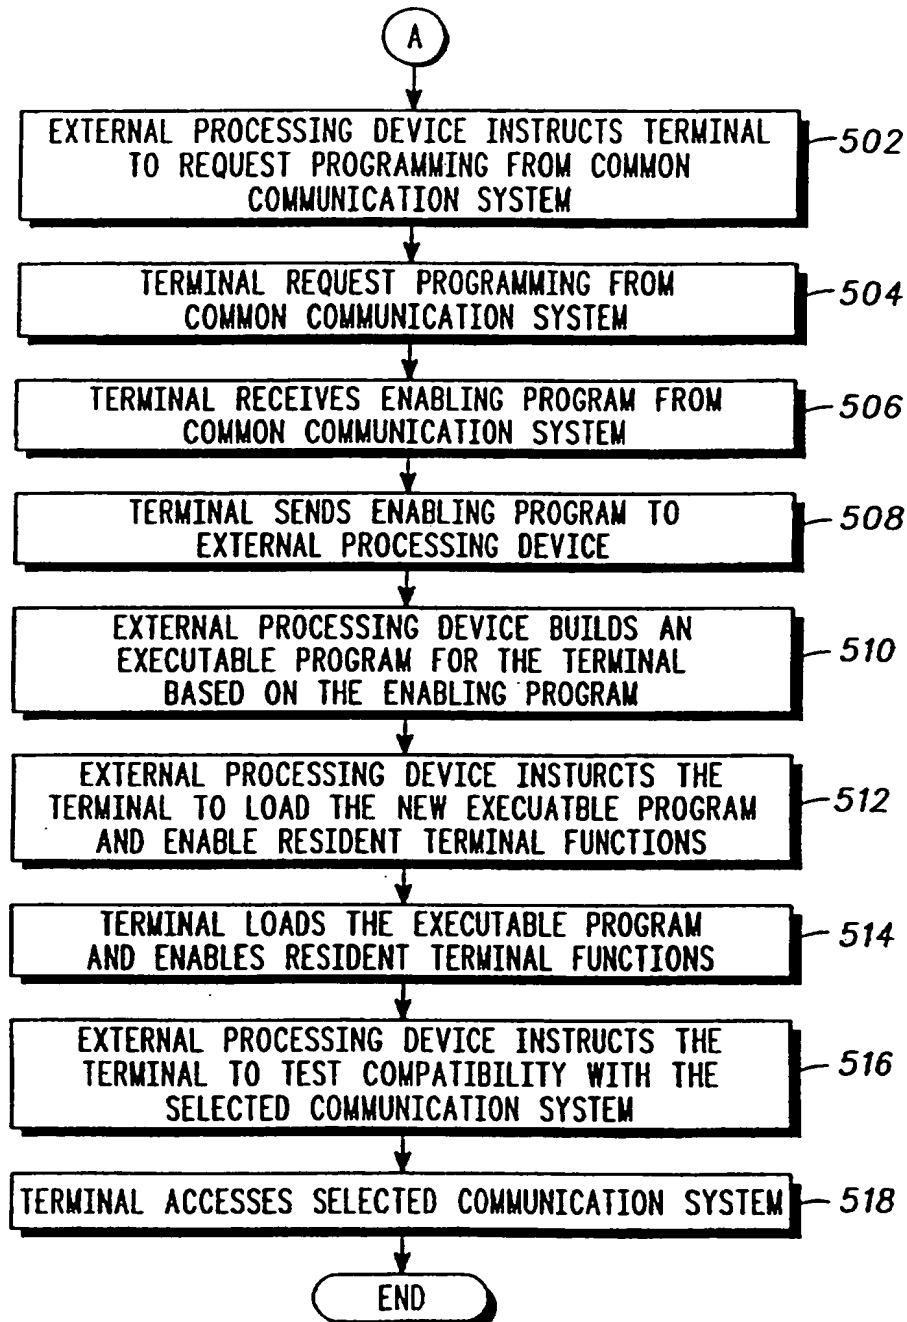 A
EXTERNAL PROCESSING DEVICE INSTRUCTS TERMINAL
TO REQUEST PROGRAMMING FROM COMMON
COMMUNICATION SYSTEM
502
TERMINAL REQUEST PROGRAMMING FROM
COMMON COMMUNICATION SYSTEM
504
TERMINAL RECEIVES ENABLING PROGRAM FROM
COMMON COMMUNICATION SYSTEM
506
TERMINAL SENDS ENABLING PROGRAM TO
EXTERNAL PROCESSING DEVICE
508
EXTERNAL PROCESSING DEVICE BUILDS AN
EXECUTABLE PROGRAM FOR THE TERMINAL
BASED ON THE ENABLING PROGRAM
510
EXTERNAL PROCESSING DEVICE INSTURCTS THE
TERMINAL TO LOAD THE NEW EXECUATBLE PROGRAM
AND ENABLE RESIDENT TERMINAL FUNCTIONS
512
TERMINAL LOADS THE EXECUTABLE PROGRAM
AND ENABLES RESIDENT TERMINAL FUNCTIONS
514
EXTERNAL PROCESSING DEVICE INSTRUCTS THE
TERMINAL TO TEST COMPATIBILITY WITH THE
SELECTED COMMUNICATION SYSTEM
516
TERMINAL ACCESSES SELECTED COMMUNICATION SYSTEM
518
END